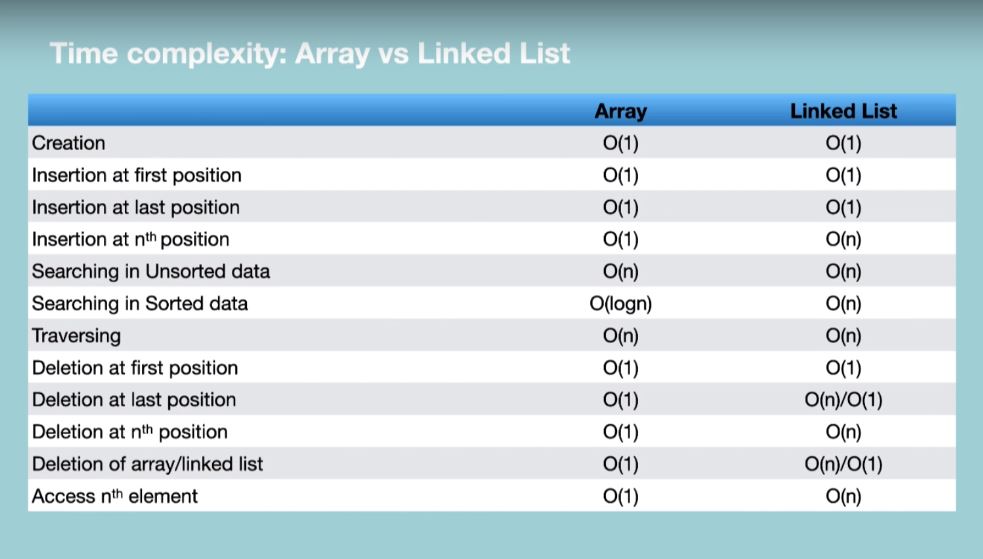 Time complexity: Array vs Linked List
Array Linked List
Creation O(1) O(1)
Insertion at first position O(1) O(1)
Insertion at last position O(1) O(1)
Insertion at nth position O(1) O(n)
Searching in Unsorted data O(n) O(n)
Searching in Sorted data O(logn) O(n)
Traversing O(n) O(n)
Deletion at first position O(1) O(1)
Deletion at last position O(1) O(n)/O(1)
Deletion at nth position O(1) O(n)
Deletion of array/linked list O(1) O(n)/O(1)
Access nth element O(1) O(n)